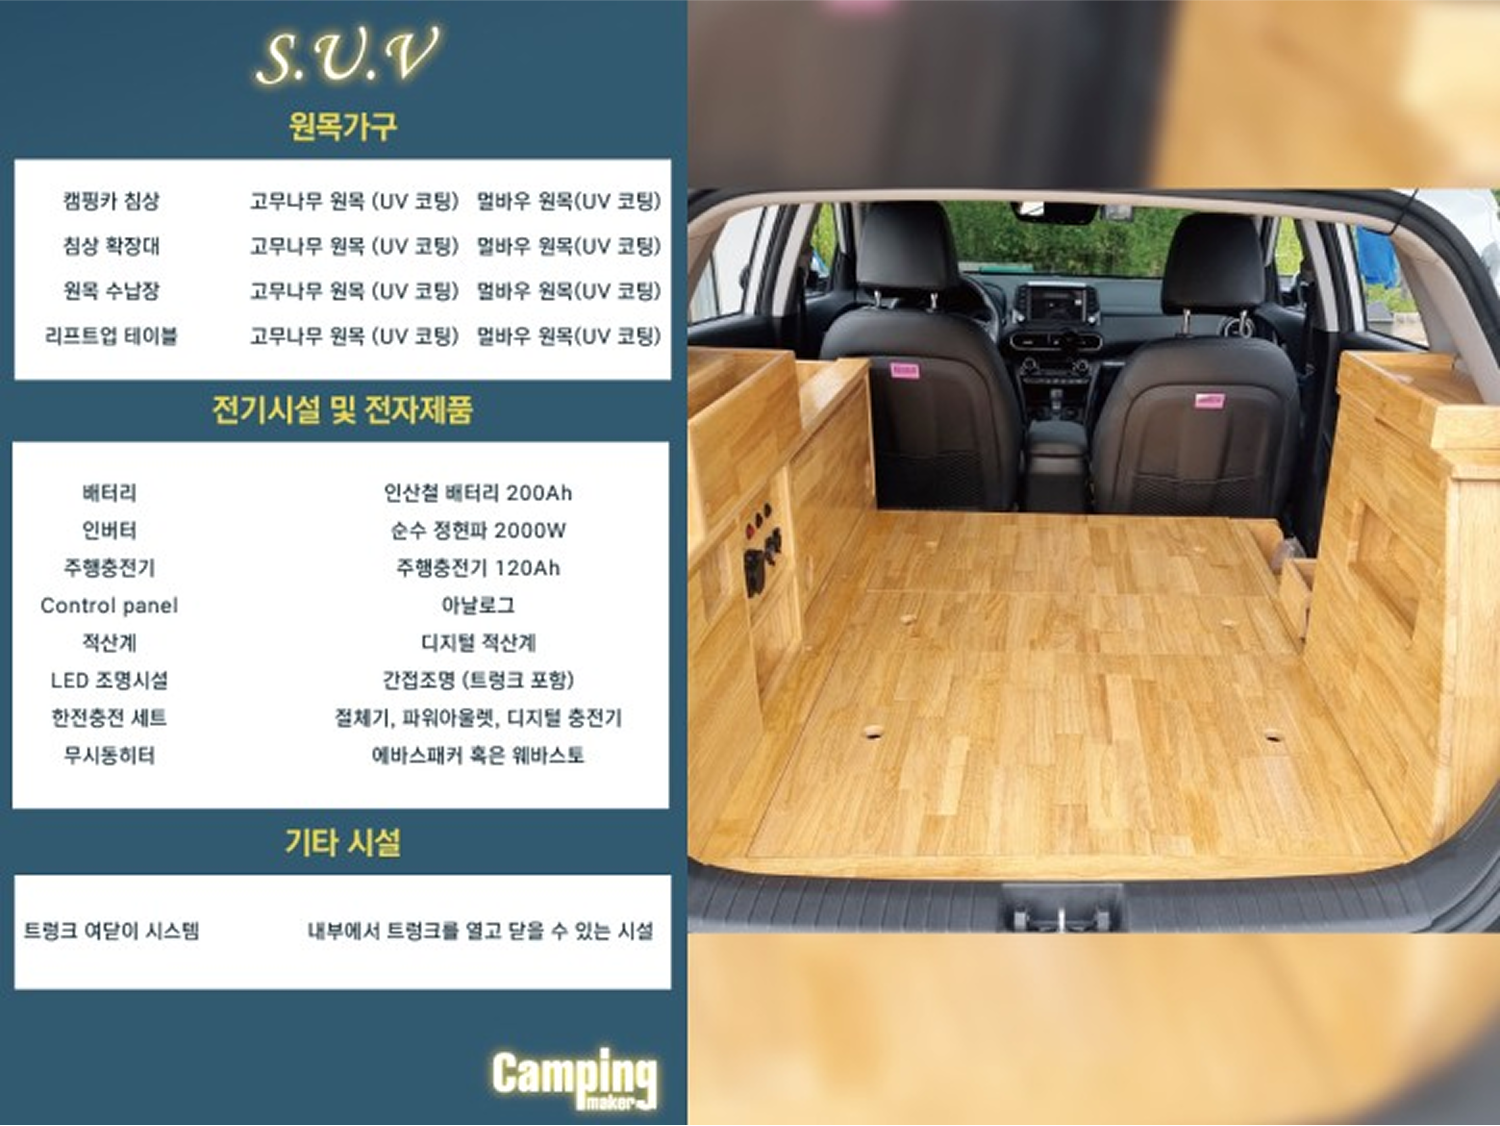 S.U.V
원목가구
캠핑카 침상 고무나무 원목 (UV 코팅) 멀바우 원목(UV 코팅)
침상 확장대 고무나무 원목 (UV 코팅) 멀바우 원목(UV 코팅)
원목 수납장 고무나무 원목 (UV 코팅) 멀바우 원목(UV 코팅)
리프트업 테이블 고무나무 원목 (UV 코팅) 멀바우 원목(UV 코팅)
전기시설 및 전자제품
배터리 인산철 배터리 200Ah
인버터 순수 정현파 2000W
주행충전기 주행충전기 120Ah
Control panel 아날로그
적산계 디지털 적산계
LED 조명시설 간접조명 (트렁크 포함)
한전충전 세트 절체기, 파워아울렛, 디지털 충전기
무시동히터 에바스패커 혹은 웨바스토
기타 시설
트렁크 여닫이 시스템 내부에서 트렁크를 열고 닫을 수 있는 시설
Camping
maker